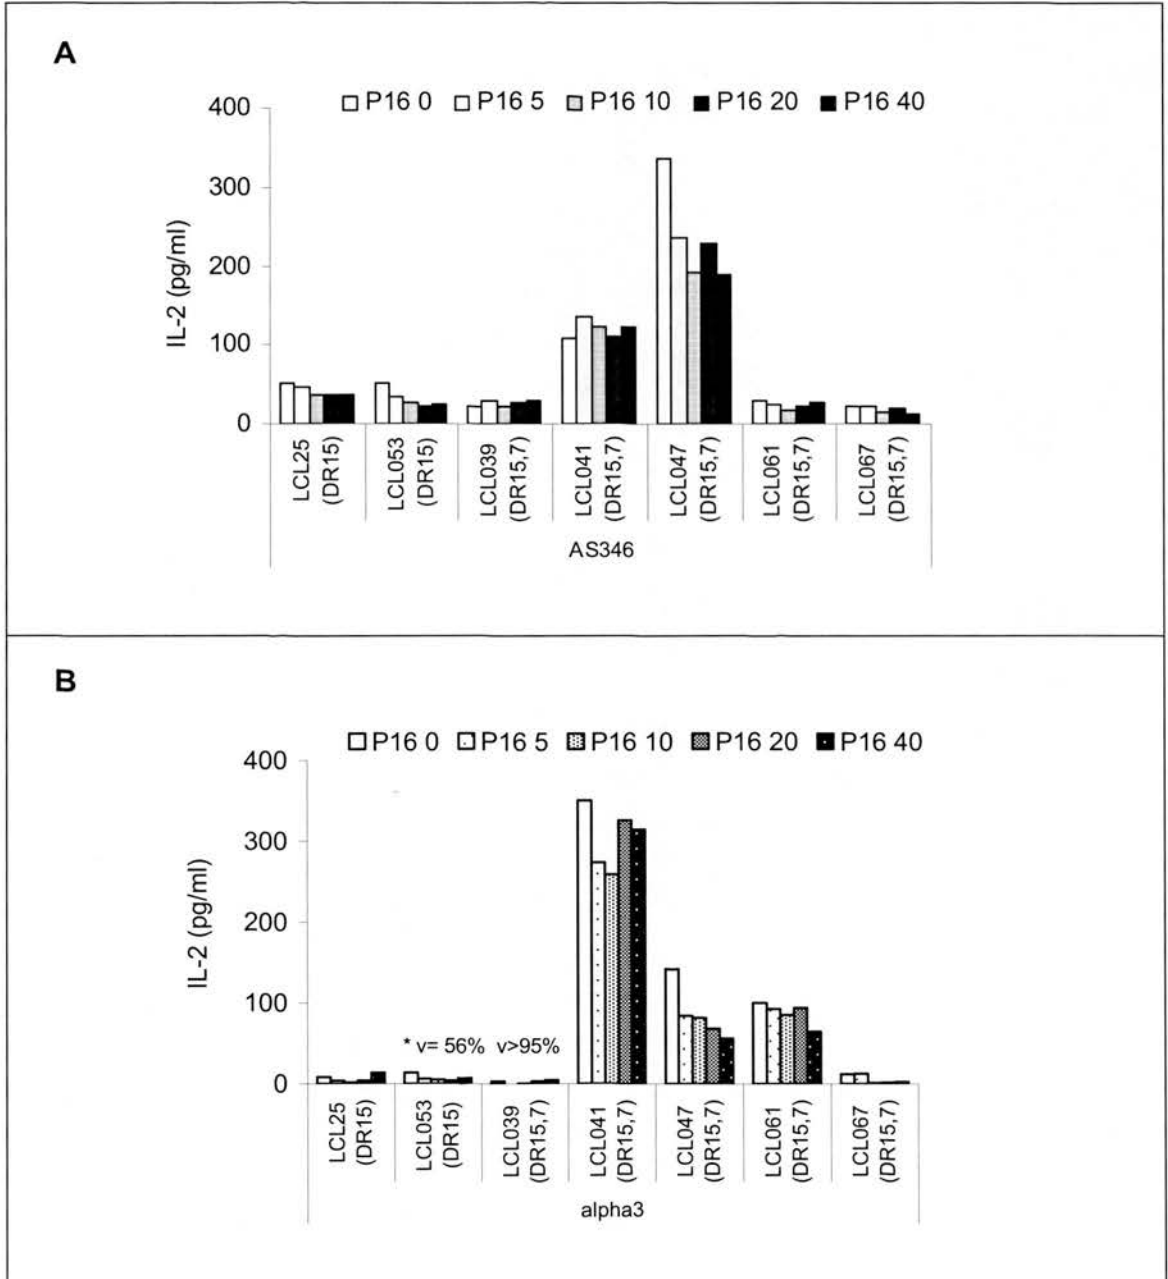 A
P16 0 P16 5 P16 10 P16 20 P16 40
400
300
200
100
0
IL-2 (pg/ml)
LCL25
(DR15)
LCL053
(DR15)
LCL039
(DR15,7)
LCL041
(DR15,7)
LCL047
(DR15,7)
LCL061
(DR15,7)
LCL067
(DR15,7)
AS346
B
P16 0 P16 5 P16 10 P16 20 P16 40
400
300
200
100
0
IL-2 (pg/ml)
* v= 56% v>95%
LCL25
(DR15)
LCL053
(DR15)
LCL039
(DR15,7)
LCL041
(DR15,7)
LCL047
(DR15,7)
LCL061
(DR15,7)
LCL067
(DR15,7)
alpha3